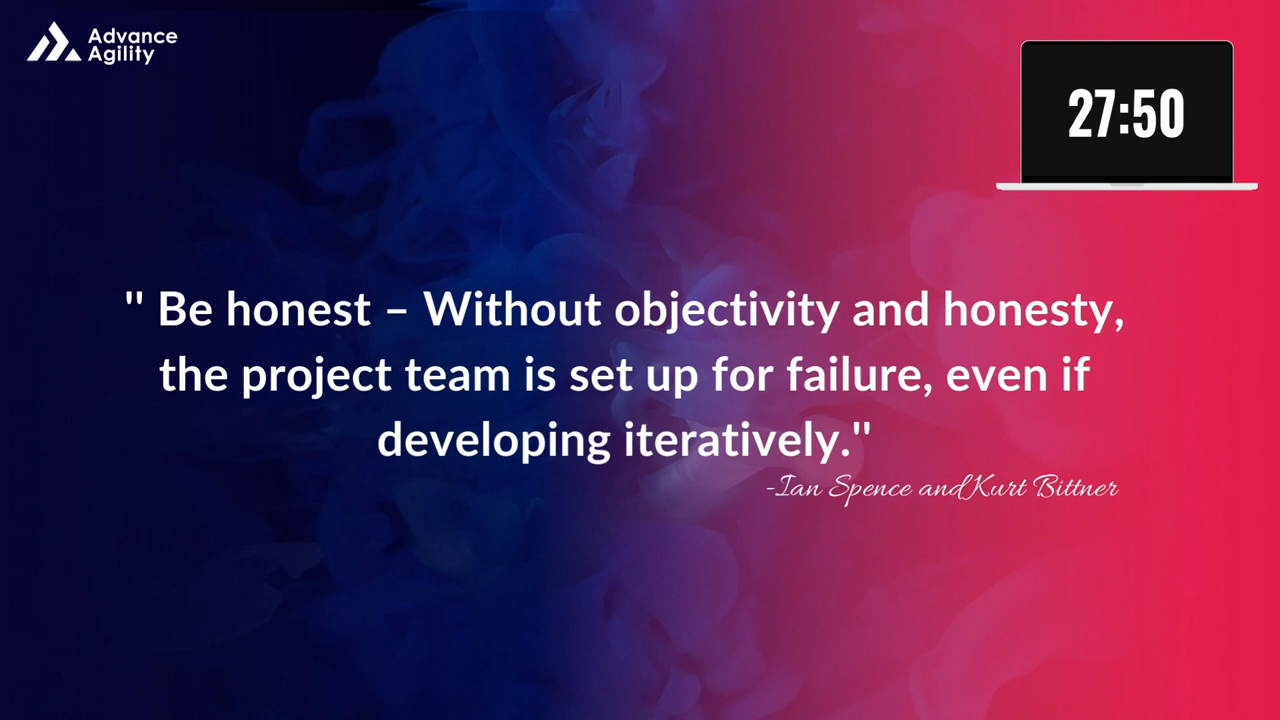 Advance
Agility
27:50
" Be honest – Without objectivity and honesty,
the project team is set up for failure, even if
developing iteratively."
-Ian Spence and Kurt Bittner